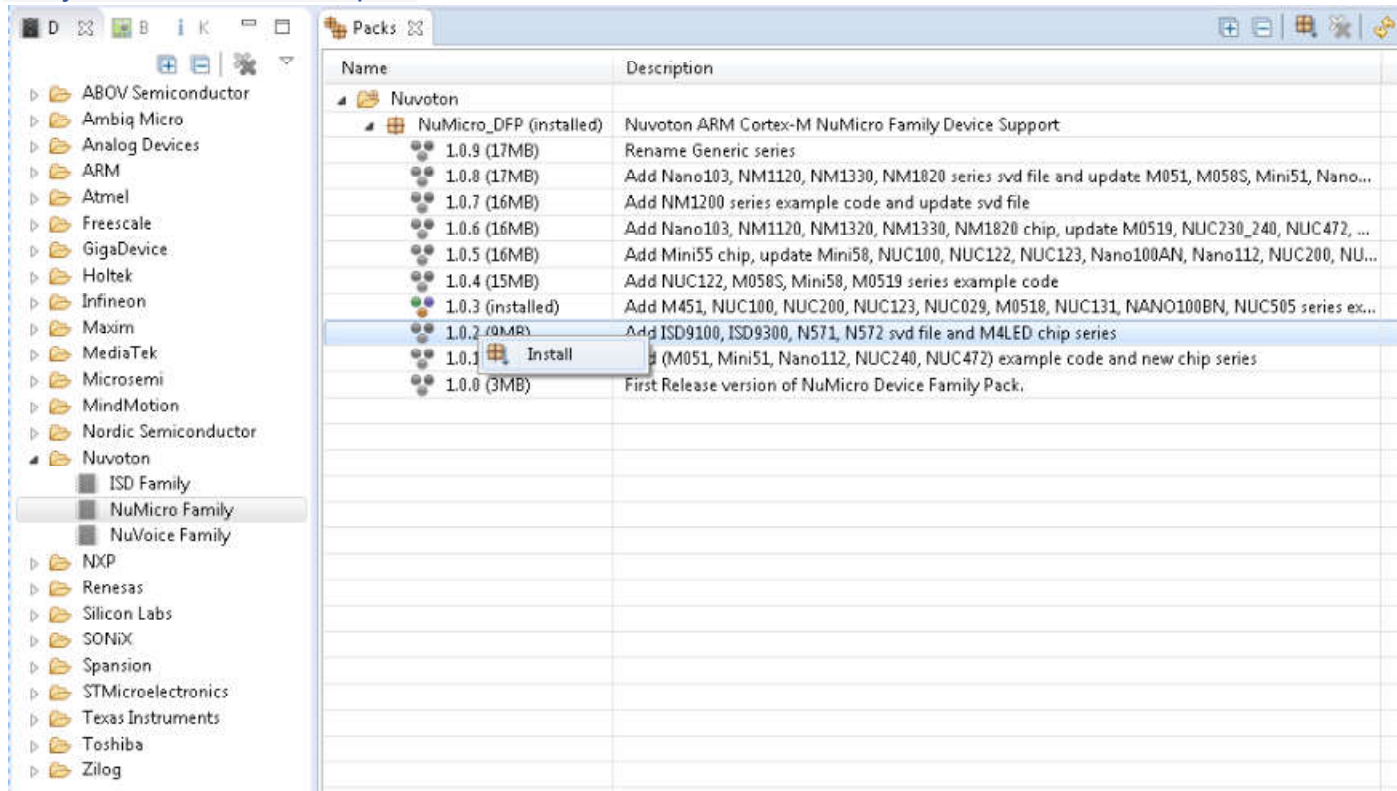 D B i K
ABOV Semiconductor
Ambiq Micro
Analog Devices
ARM
Atmel
Freescale
GigaDevice
Holtek
Infineon
Maxim
MediaTek
Microsemi
MindMotion
Nordic Semiconductor
Nuvoton
ISD Family
NuMicro Family
NuVoice Family
NXP
Renesas
Silicon Labs
SONiX
Spansion
STMicroelectronics
Texas Instruments
Toshiba
Zilog
Packs
Name Description
Nuvoton
NuMicro_DFP (installed) Nuvoton ARM Cortex-M NuMicro Family Device Support
1.0.9 (17MB) Rename Generic series
1.0.8 (17MB) Add Nano103, NM1120, NM1330, NM1820 series svd file and update M051, M058S, Mini51, Nano...
1.0.7 (16MB) Add NM1200 series example code and update svd file
1.0.6 (16MB) Add Nano103, NM1120, NM1320, NM1330, NM1820 chip, update M0519, NUC230_240, NUC472, ...
1.0.5 (16MB) Add Mini55 chip, update Mini58, NUC100, NUC122, NUC123, Nano100AN, Nano112, NUC200, NU...
1.0.4 (15MB) Add NUC122, M058S, Mini58, M0519 series example code
1.0.3 (installed) Add M451, NUC100, NUC200, NUC123, NUC029, M0518, NUC131, NANO100BN, NUC505 series ex...
1.0.2 (9MB) Add ISD9100, ISD9300, N571, N572 svd file and M4LED chip series
Install
1.0.1 (M051, Mini51, Nano112, NUC240, NUC472) example code and new chip series
1.0.0 (3MB) First Release version of NuMicro Device Family Pack.